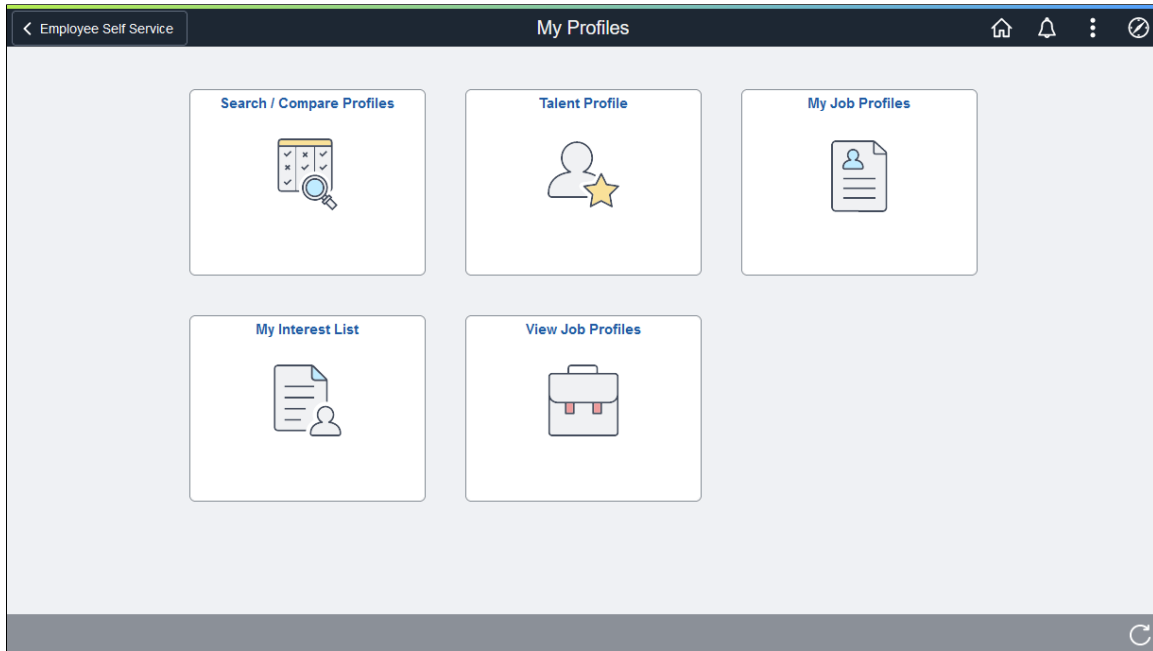 Employee Self Service
My Profiles
Search / Compare Profiles
Talent Profile
My Job Profiles
My Interest List
View Job Profiles